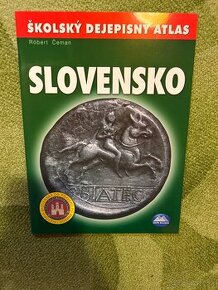 ŠKOLSKÝ DEJEPISNÝ ATLAS
Róbert Čeman
SLOVENSKO
BIATEC